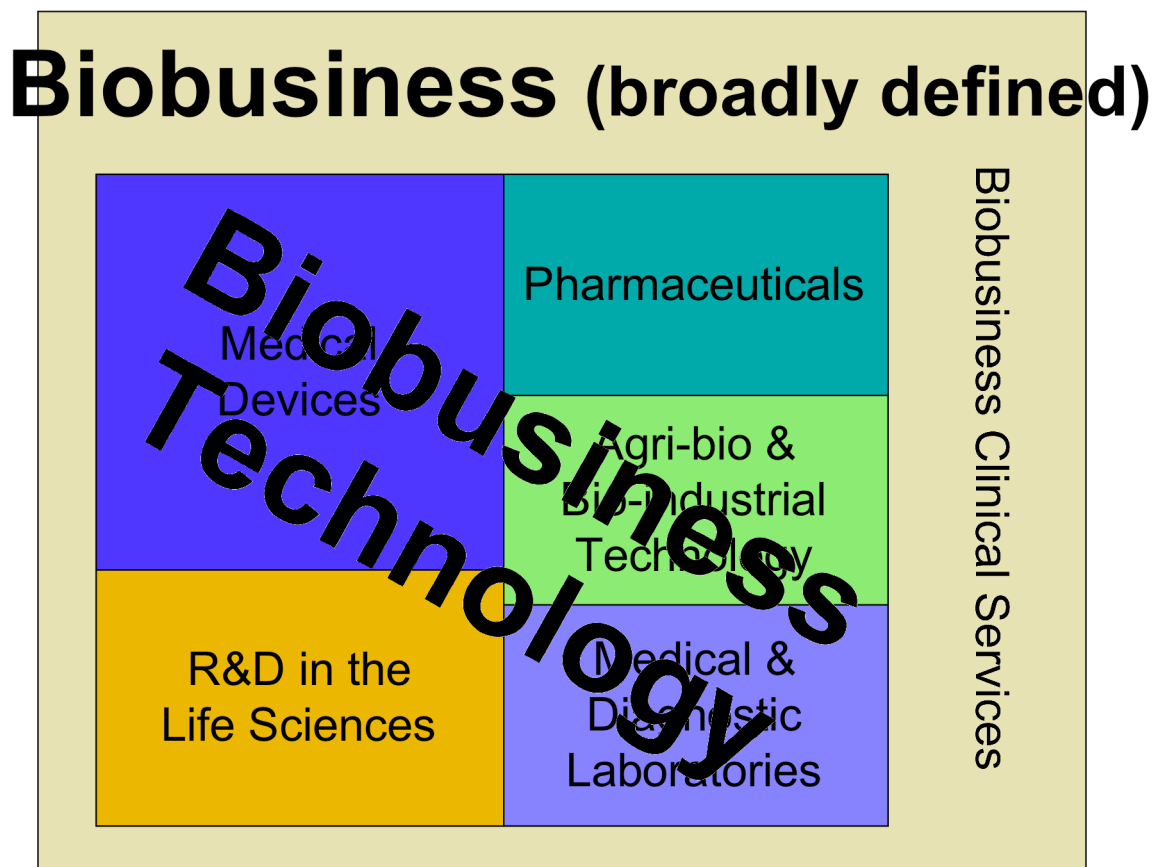 Biobusiness (broadly defined)
Medical
Devices
Pharmaceuticals
Agri-bio &
Bio-industrial
Technology
R&D in the
Life Sciences
Medical &
Diagnostic
Laboratories
Biobusiness
Technology
Biobusiness Clinical Services